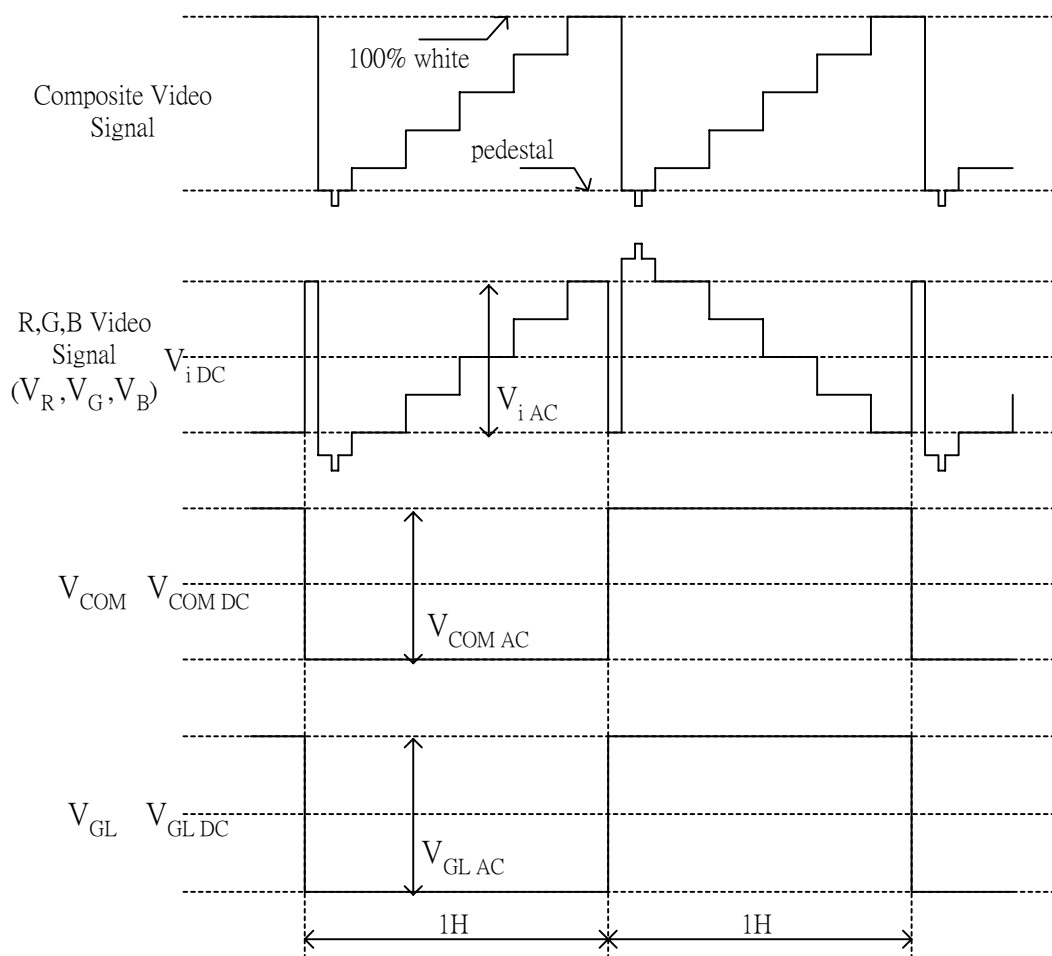 100% white
Composite Video
Signal
pedestal
R,G,B Video
Signal
(V_R ,V_G ,V_B)
V_i DC
V_i AC
V_COM V_COM DC
V_COM AC
V_GL V_GL DC
V_GL AC
1H 1H